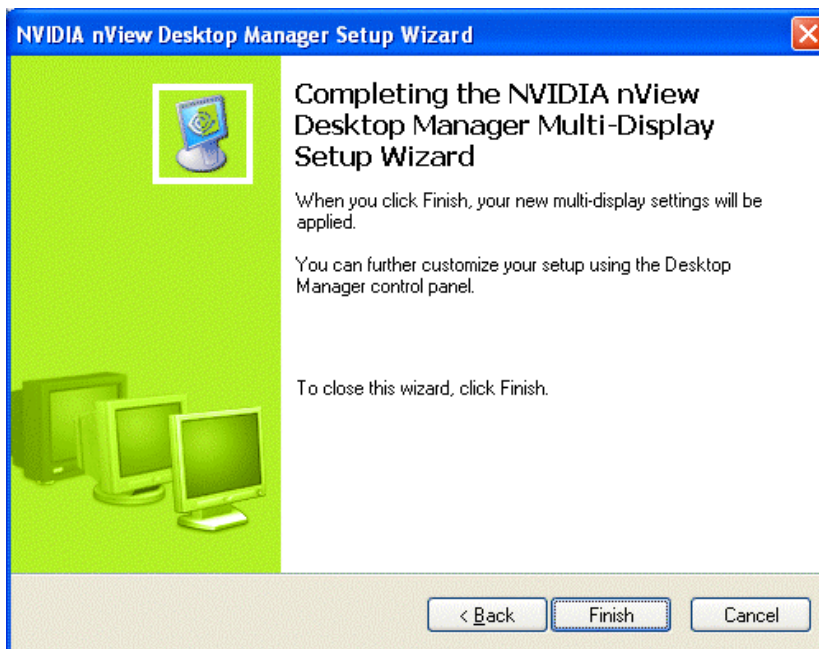 NVIDIA nView Desktop Manager Setup Wizard
Completing the NVIDIA nView
Desktop Manager Multi-Display
Setup Wizard
When you click Finish, your new multi-display settings will be
applied.
You can further customize your setup using the Desktop
Manager control panel.
To close this wizard, click Finish.
< Back
Finish
Cancel